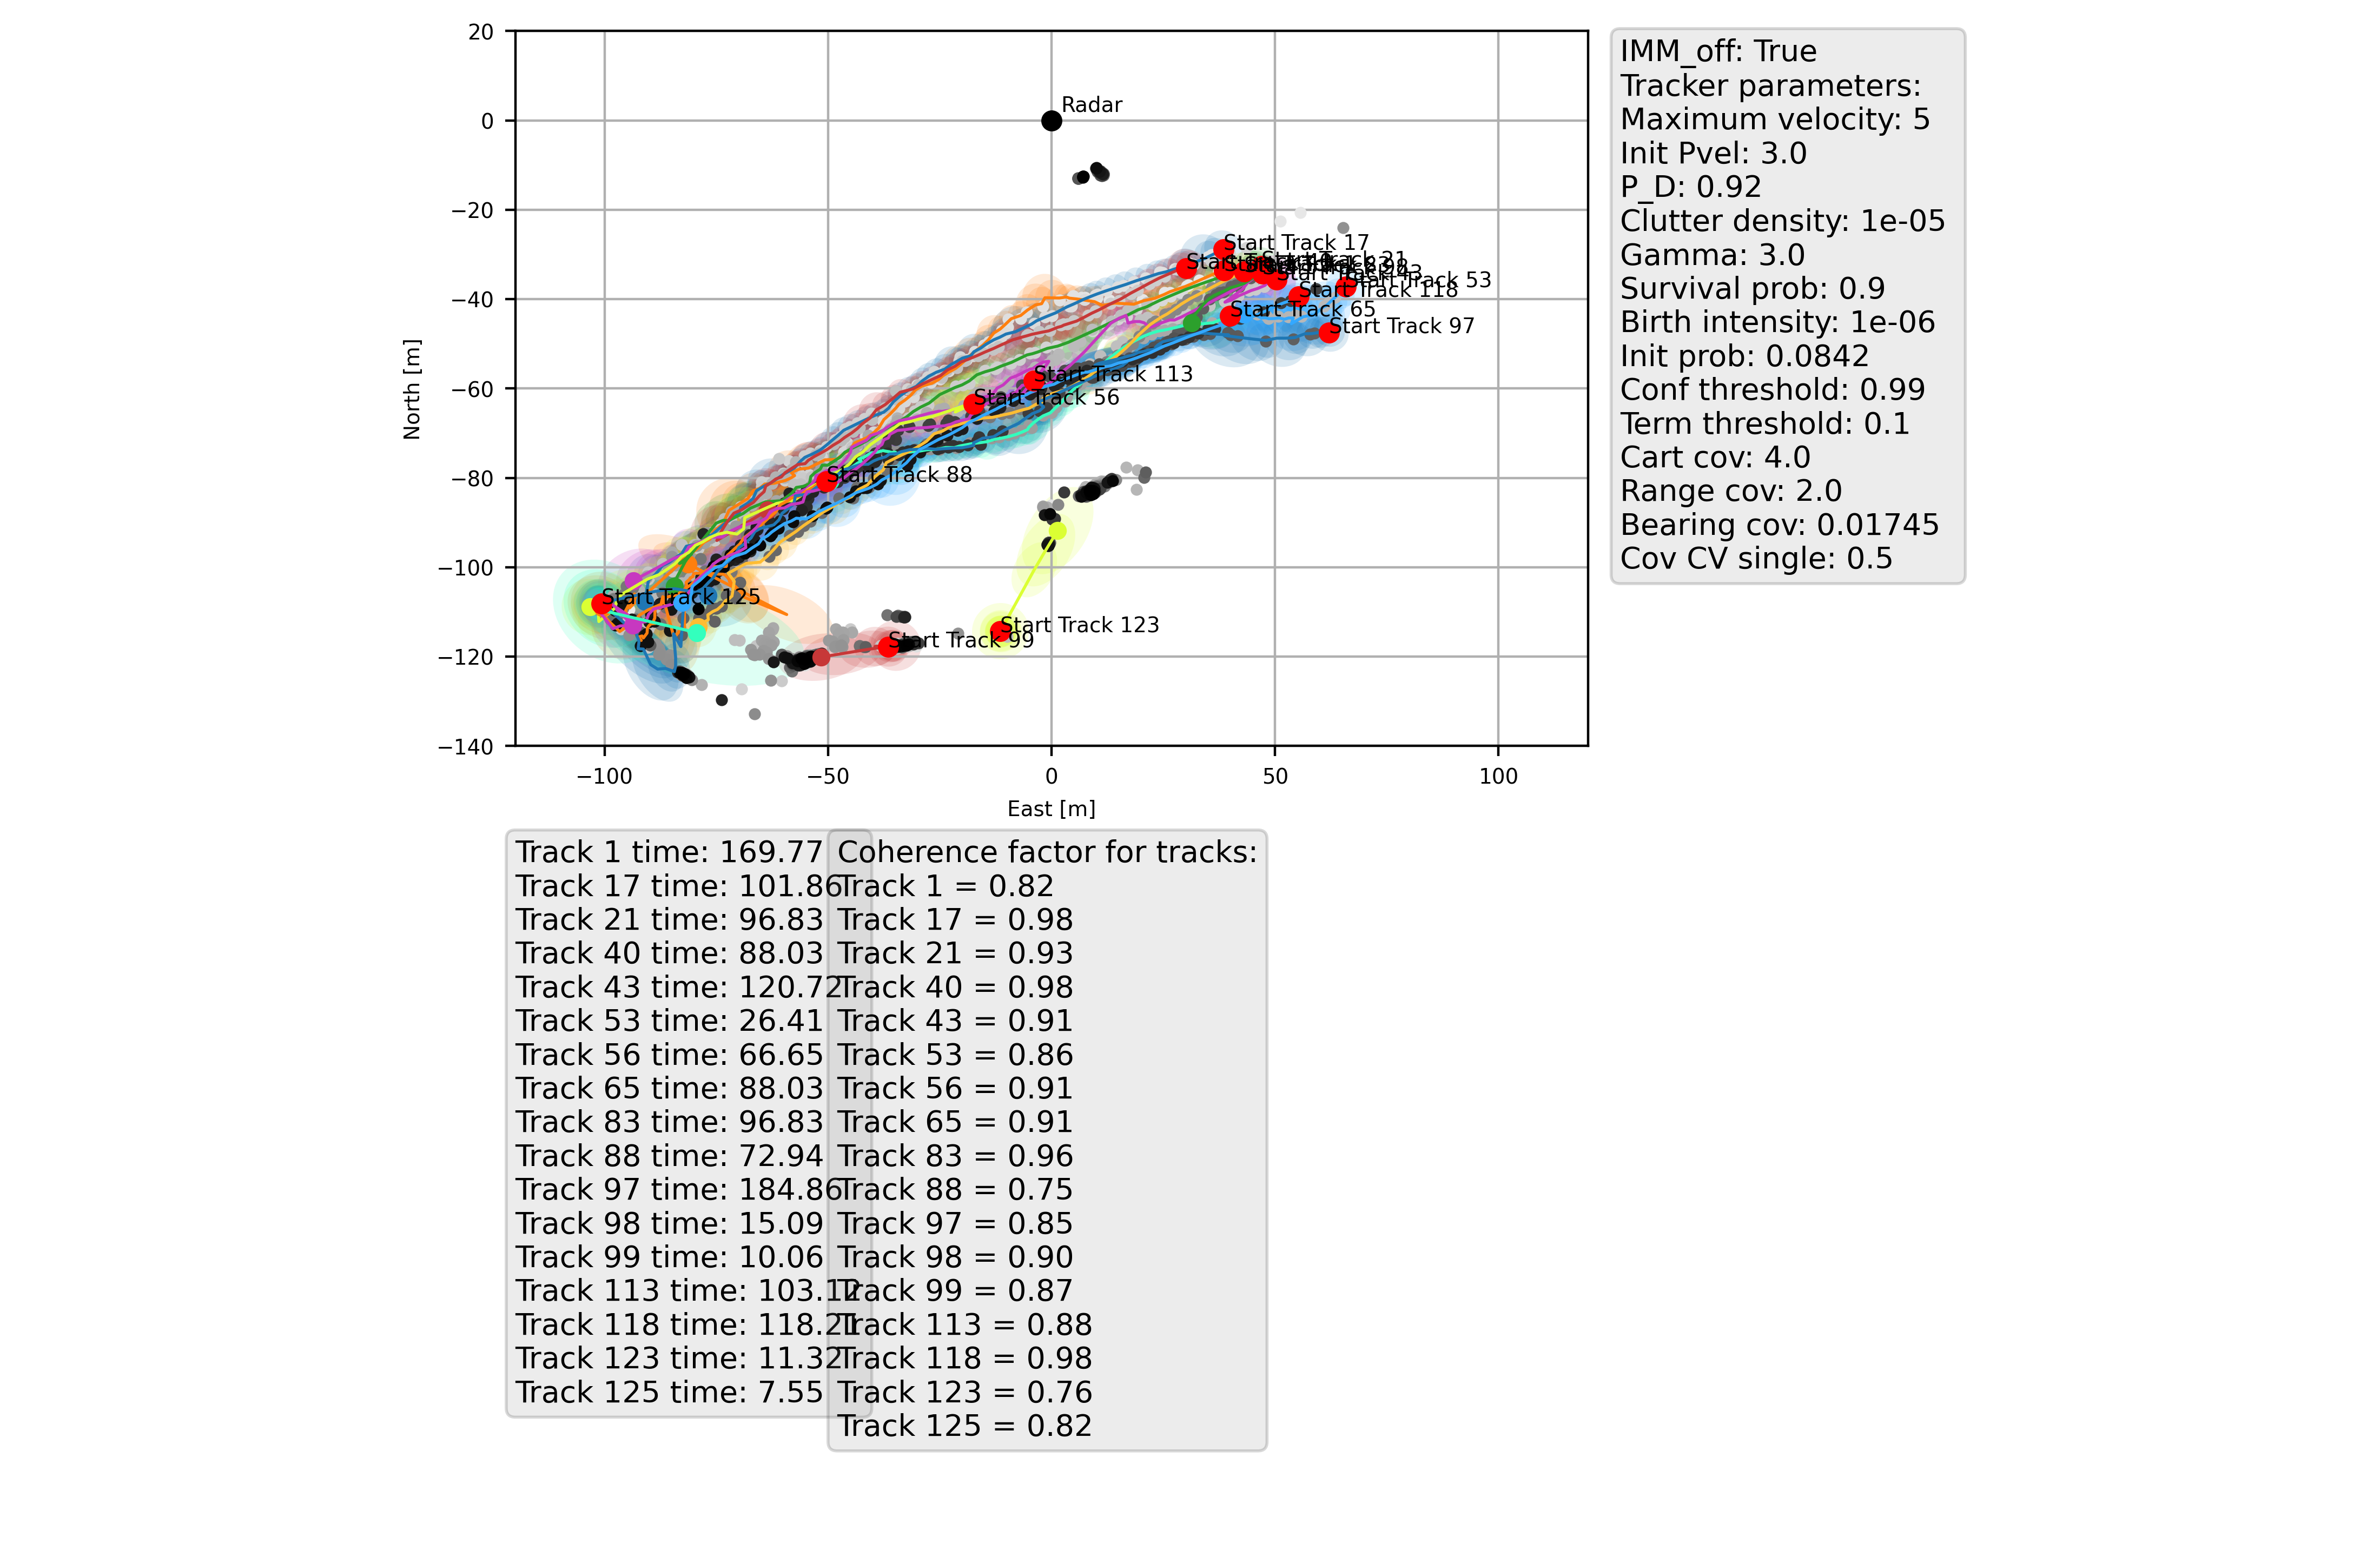 20
0
−20
−40
−60
−80
−100
−120
−140
North [m]
−100
−50
0
50
100
East [m]
Radar
Start Track 17
Start Track 21
Start Track 43
Start Track 53
Start Track 118
Start Track 65
Start Track 97
Start Track 113
Start Track 56
Start Track 88
Start Track 125
Start Track 123
Start Track 99
IMM_off: True
Tracker parameters:
Maximum velocity: 5
Init Pvel: 3.0
P_D: 0.92
Clutter density: 1e-05
Gamma: 3.0
Survival prob: 0.9
Birth intensity: 1e-06
Init prob: 0.0842
Conf threshold: 0.99
Term threshold: 0.1
Cart cov: 4.0
Range cov: 2.0
Bearing cov: 0.01745
Cov CV single: 0.5
Track 1 time: 169.77
Track 17 time: 101.86
Track 21 time: 96.83
Track 40 time: 88.03
Track 43 time: 120.72
Track 53 time: 26.41
Track 56 time: 66.65
Track 65 time: 88.03
Track 83 time: 96.83
Track 88 time: 72.94
Track 97 time: 184.86
Track 98 time: 15.09
Track 99 time: 10.06
Track 113 time: 103.12
Track 118 time: 118.21
Track 123 time: 11.32
Track 125 time: 7.55
Coherence factor for tracks:
Track 1 = 0.82
Track 17 = 0.98
Track 21 = 0.93
Track 40 = 0.98
Track 43 = 0.91
Track 53 = 0.86
Track 56 = 0.91
Track 65 = 0.91
Track 83 = 0.96
Track 88 = 0.75
Track 97 = 0.85
Track 98 = 0.90
Track 99 = 0.87
Track 113 = 0.88
Track 118 = 0.98
Track 123 = 0.76
Track 125 = 0.82